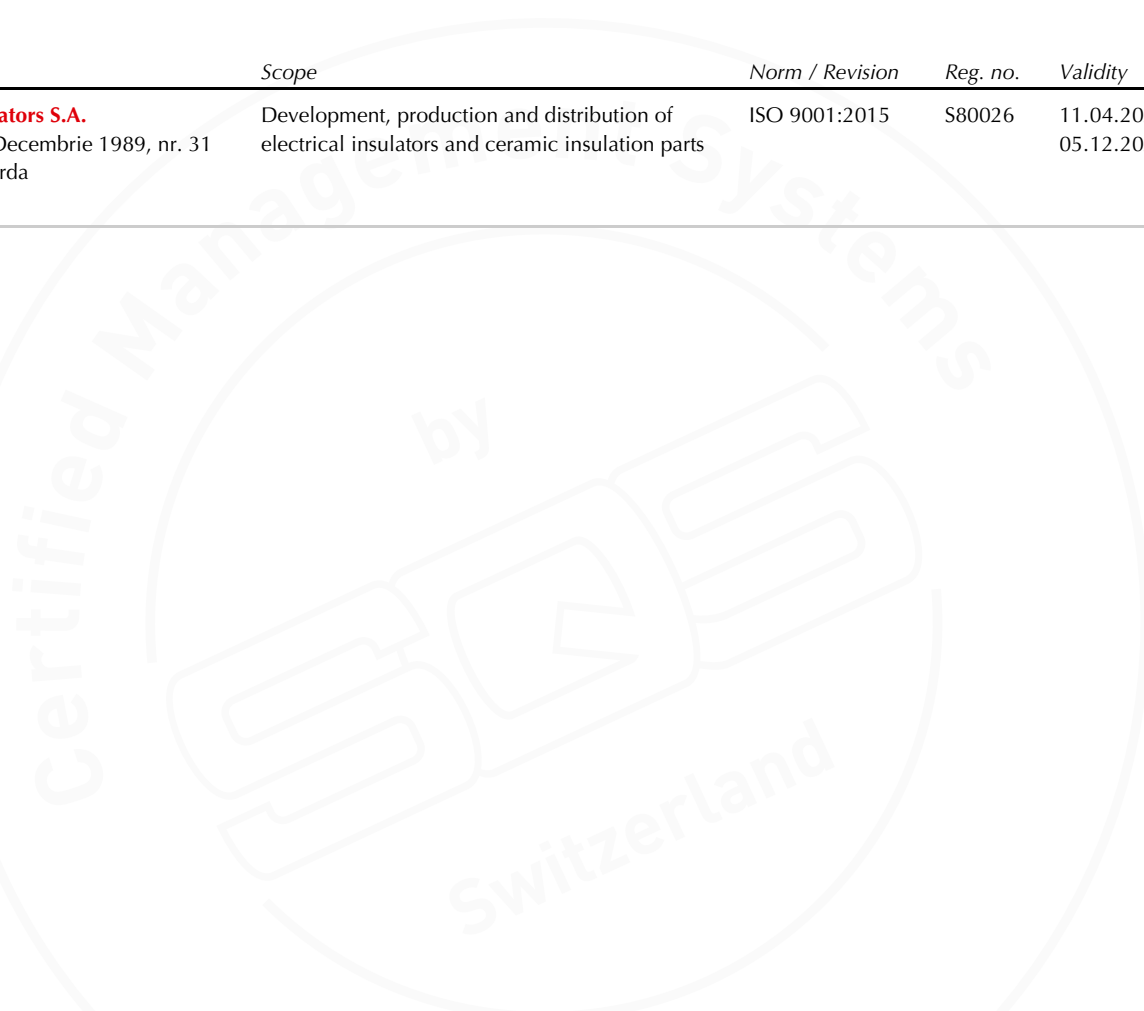 Scope Norm / Revision Reg. no. Validity
ators S.A. Development, production and distribution of ISO 9001:2015 S80026 11.04.20
Decembrie 1989, nr. 31 electrical insulators and ceramic insulation parts 05.12.20
rda
Certified Management Systems
by
SQS
Switzerland